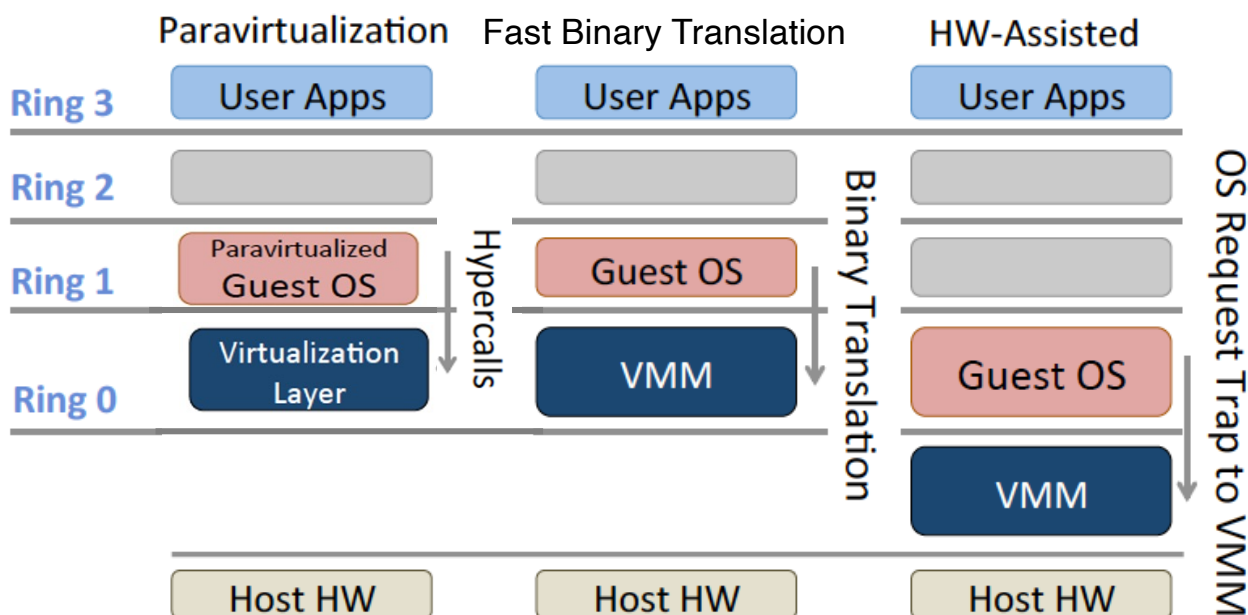 Paravirtualization Fast Binary Translation HW-Assisted
Ring 3 User Apps User Apps User Apps
Ring 2
Ring 1 Paravirtualized
Guest OS Guest OS
Hypercalls
Binary Translation
OS Request Trap to VMM
Ring 0 Virtualization
Layer VMM Guest OS
VMM
Host HW Host HW Host HW